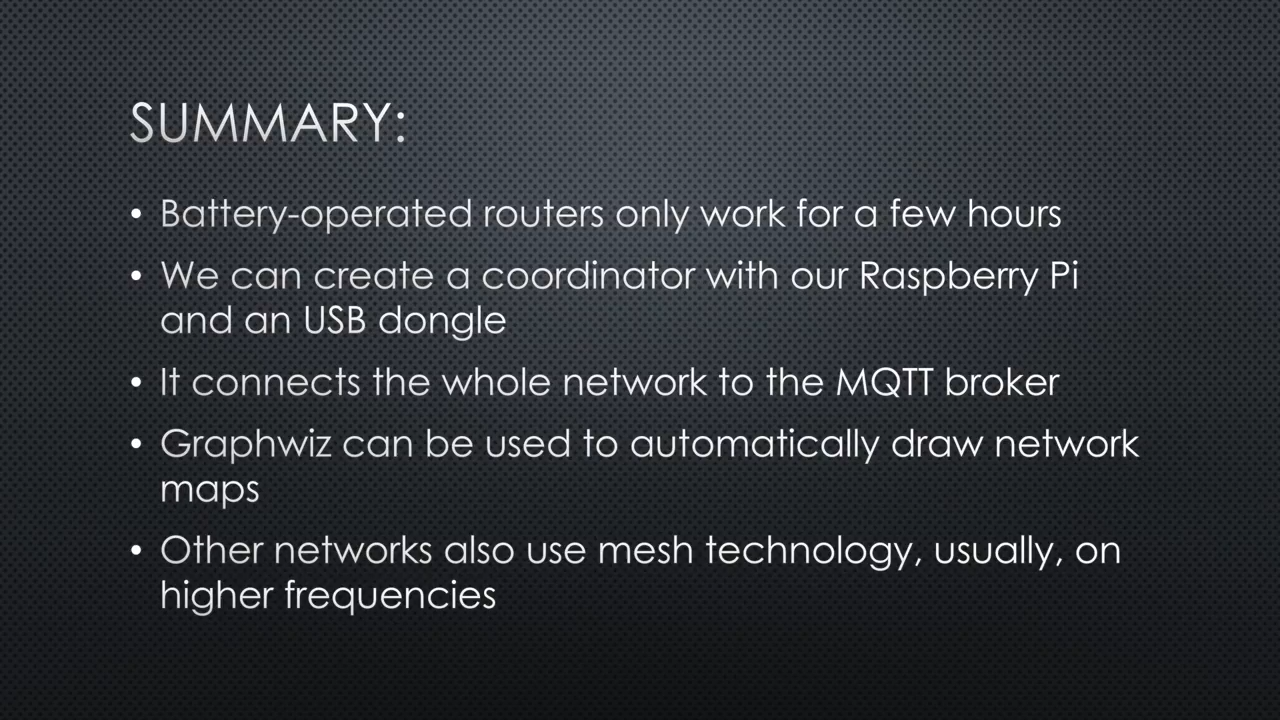 SUMMARY:
• Battery-operated routers only work for a few hours
• We can create a coordinator with our Raspberry Pi
and an USB dongle
• It connects the whole network to the MQTT broker
• Graphwiz can be used to automatically draw network
maps
• Other networks also use mesh technology, usually, on
higher frequencies